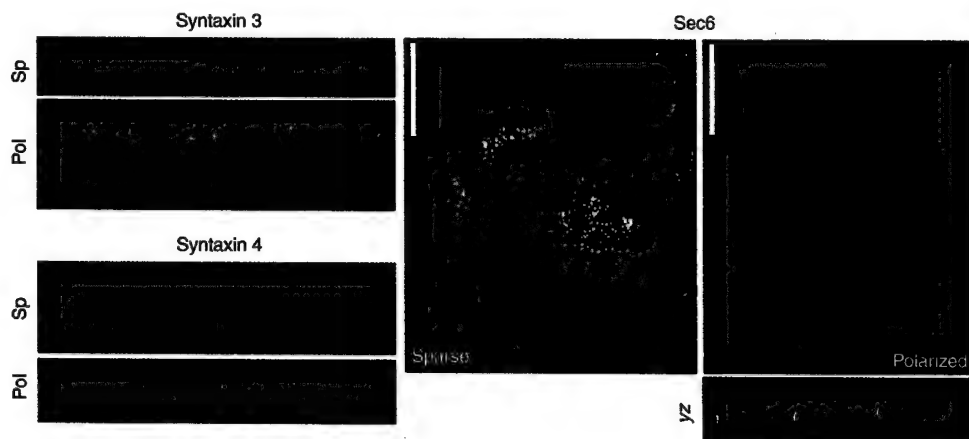 Syntaxin 3
Sp
Pol
Syntaxin 4
Sp
Pol
Sec6
Sparse
Polarized
yz